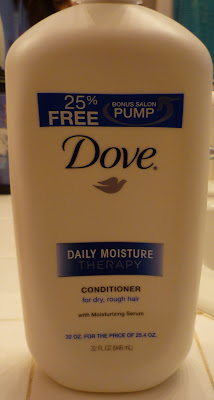 25%
FREE
BONUS SALON
PUMP
Dove
DAILY MOISTURE
THERAPY
CONDITIONER
for dry, rough hair
with Moisturizing Serum
32 OZ. FOR THE PRICE OF 25.4 OZ.
32 FL OZ (946 mL)